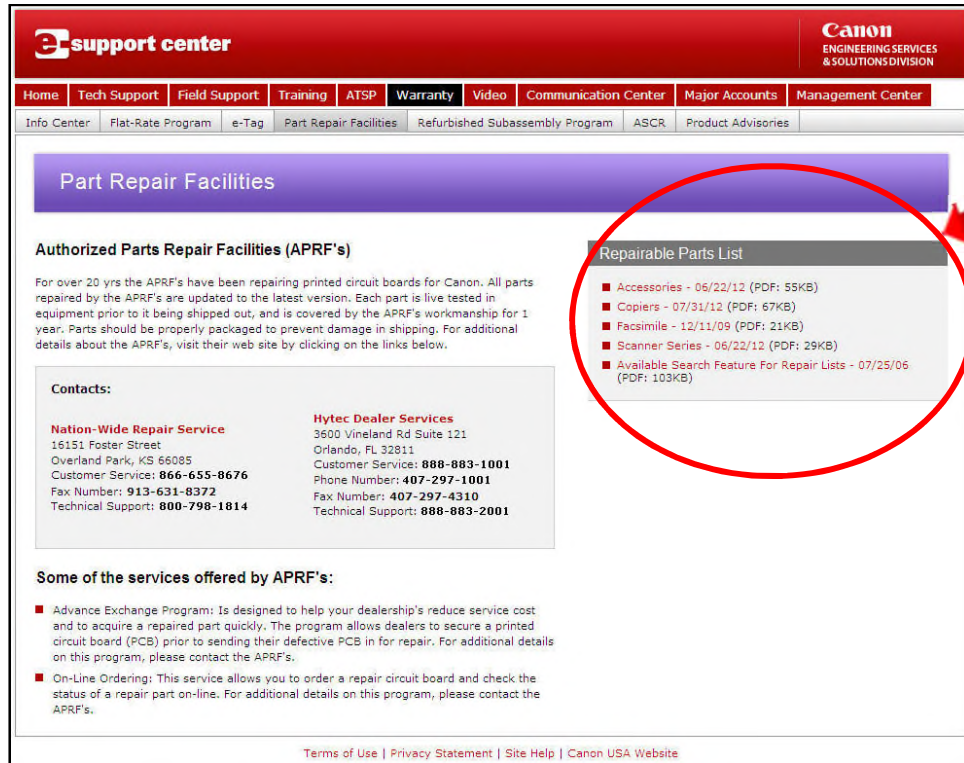 e-support center
Canon
ENGINEERING SERVICES
& SOLUTIONS DIVISION
Home Tech Support Field Support Training ATSP Warranty Video Communication Center Major Accounts Management Center
Info Center Flat-Rate Program e-Tag Part Repair Facilities Refurbished Subassembly Program ASCR Product Advisories
Part Repair Facilities
Authorized Parts Repair Facilities (APRF's)
For over 20 yrs the APRF's have been repairing printed circuit boards for Canon. All parts
repaired by the APRF's are updated to the latest version. Each part is live tested in
equipment prior to it being shipped out, and is covered by the APRF's workmanship for 1
year. Parts should be properly packaged to prevent damage in shipping. For additional
details about the APRF's, visit their web site by clicking on the links below.
Contacts:
Nation-Wide Repair Service
16151 Foster Street
Overland Park, KS 66085
Customer Service: 866-655-8676
Fax Number: 913-631-8372
Technical Support: 800-798-1814
Hytec Dealer Services
3600 Vineland Rd Suite 121
Orlando, FL 32811
Customer Service: 888-883-1001
Phone Number: 407-297-1001
Fax Number: 407-297-4310
Technical Support: 888-883-2001
Some of the services offered by APRF's:
Advance Exchange Program: Is designed to help your dealership's reduce service cost
and to acquire a repaired part quickly. The program allows dealers to secure a printed
circuit board (PCB) prior to sending their defective PCB in for repair. For additional details
on this program, please contact the APRF's.
On-Line Ordering: This service allows you to order a repair circuit board and check the
status of a repair part on-line. For additional details on this program, please contact the
APRF's.
Repairable Parts List
Accessories - 06/22/12 (PDF: 55KB)
Copiers - 07/31/12 (PDF: 67KB)
Facsimile - 12/11/09 (PDF: 21KB)
Scanner Series - 06/22/12 (PDF: 29KB)
Available Search Feature For Repair Lists - 07/25/06
(PDF: 103KB)
Terms of Use | Privacy Statement | Site Help | Canon USA Website